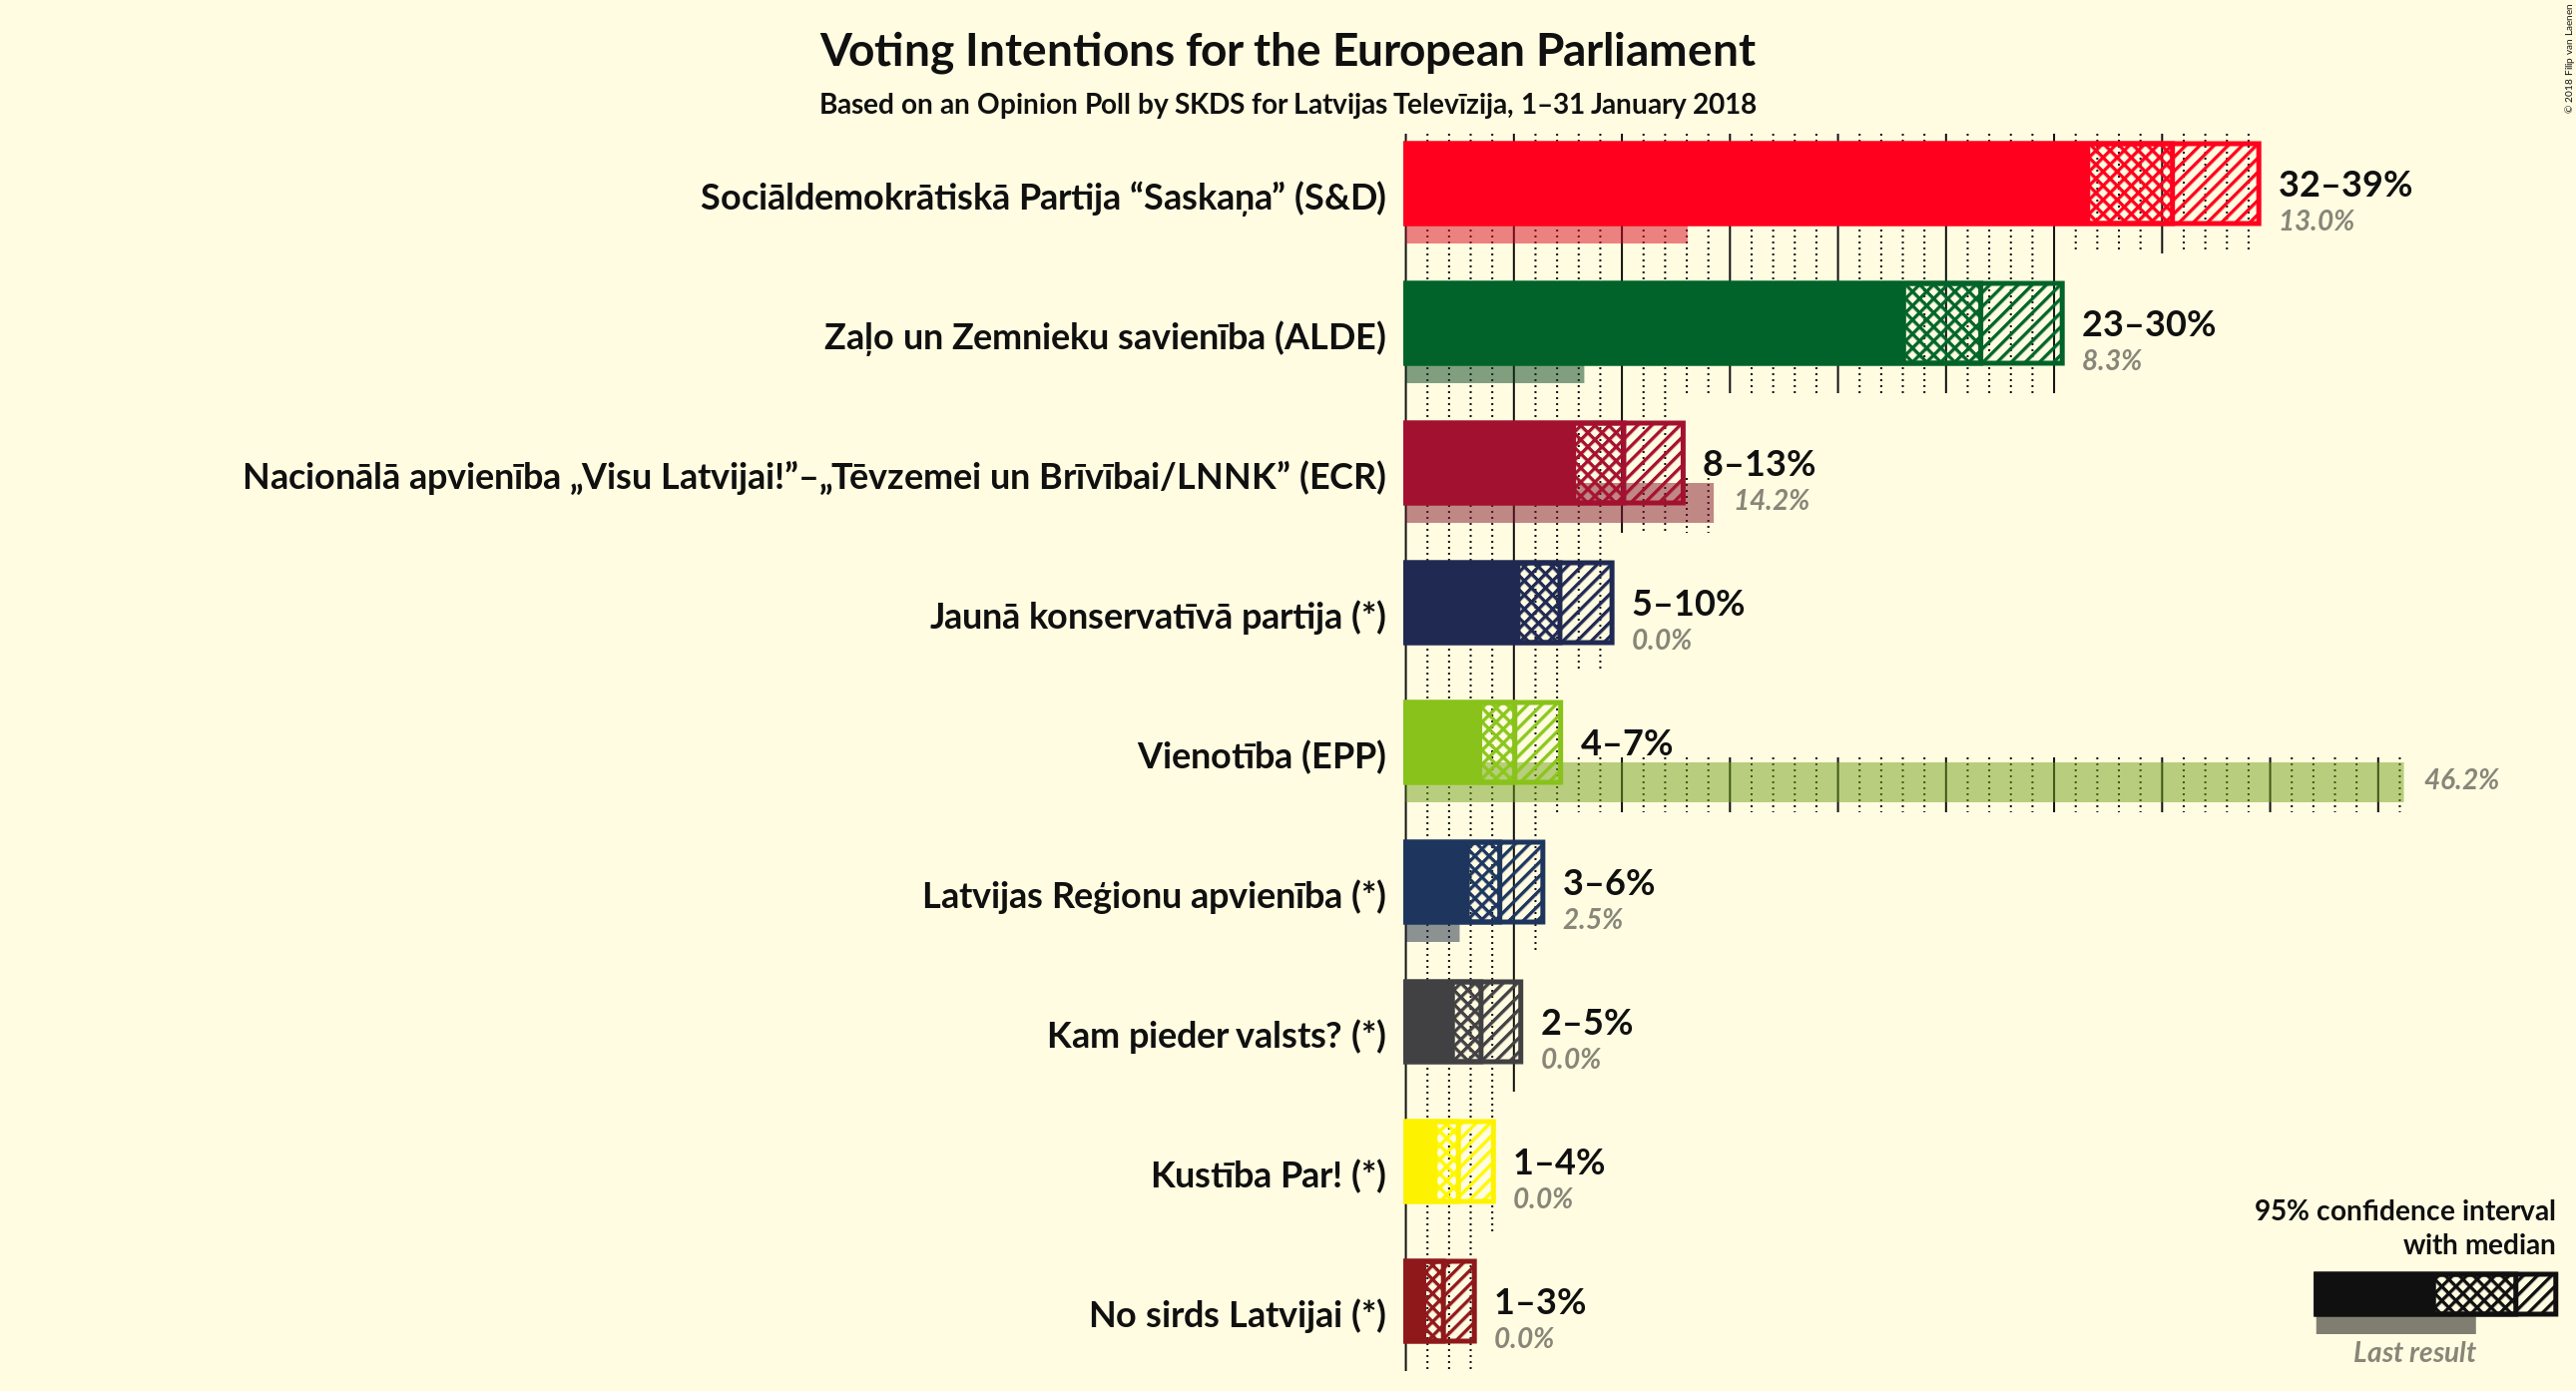 Voting Intentions for the European Parliament
Based on an Opinion Poll by SKDS for Latvijas Televīzija, 1–31 January 2018
© 2018 Filip van Laenen
Sociāldemokrātiskā Partija “Saskaņa” (S&D)
32–39%
13.0%
Zaļo un Zemnieku savienība (ALDE)
23–30%
8.3%
Nacionālā apvienība „Visu Latvijai!”–„Tēvzemei un Brīvībai/LNNK” (ECR)
8–13%
14.2%
Jaunā konservatīvā partija (*)
5–10%
0.0%
Vienotība (EPP)
4–7%
46.2%
Latvijas Reģionu apvienība (*)
3–6%
2.5%
Kam pieder valsts? (*)
2–5%
0.0%
Kustība Par! (*)
1–4%
0.0%
No sirds Latvijai (*)
1–3%
0.0%
95% confidence interval
with median
Last result